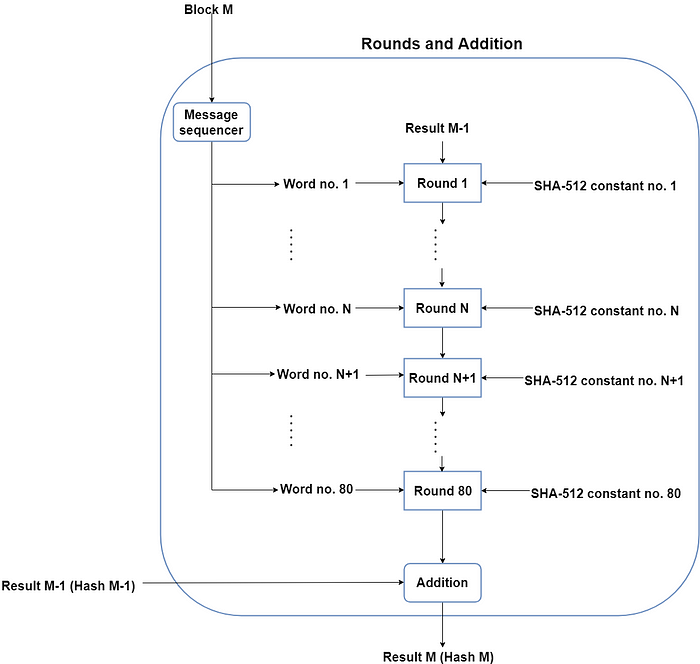 Block M
Rounds and Addition
Message
sequencer
Result M-1
Word no. 1
Round 1
SHA-512 constant no. 1
Word no. N
Round N
SHA-512 constant no. N
Word no. N+1
Round N+1
SHA-512 constant no. N+1
Word no. 80
Round 80
SHA-512 constant no. 80
Result M-1 (Hash M-1)
Addition
Result M (Hash M)